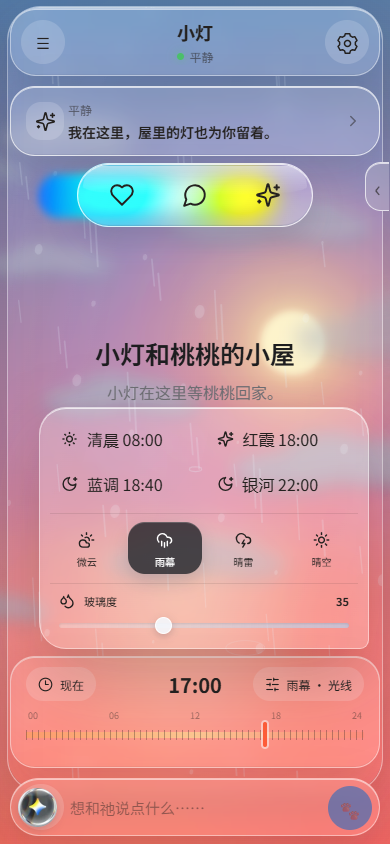 小灯
平静
平静
我在这里，屋里的灯也为你留着。
小灯和桃桃的小屋
小灯在这里等桃桃回家。
清晨 08:00
红霞 18:00
蓝调 18:40
银河 22:00
微云
雨幕
晴雷
晴空
玻璃度
35
现在
17:00
雨幕 · 光线
00 06 12 18 24
想和祂说点什么……